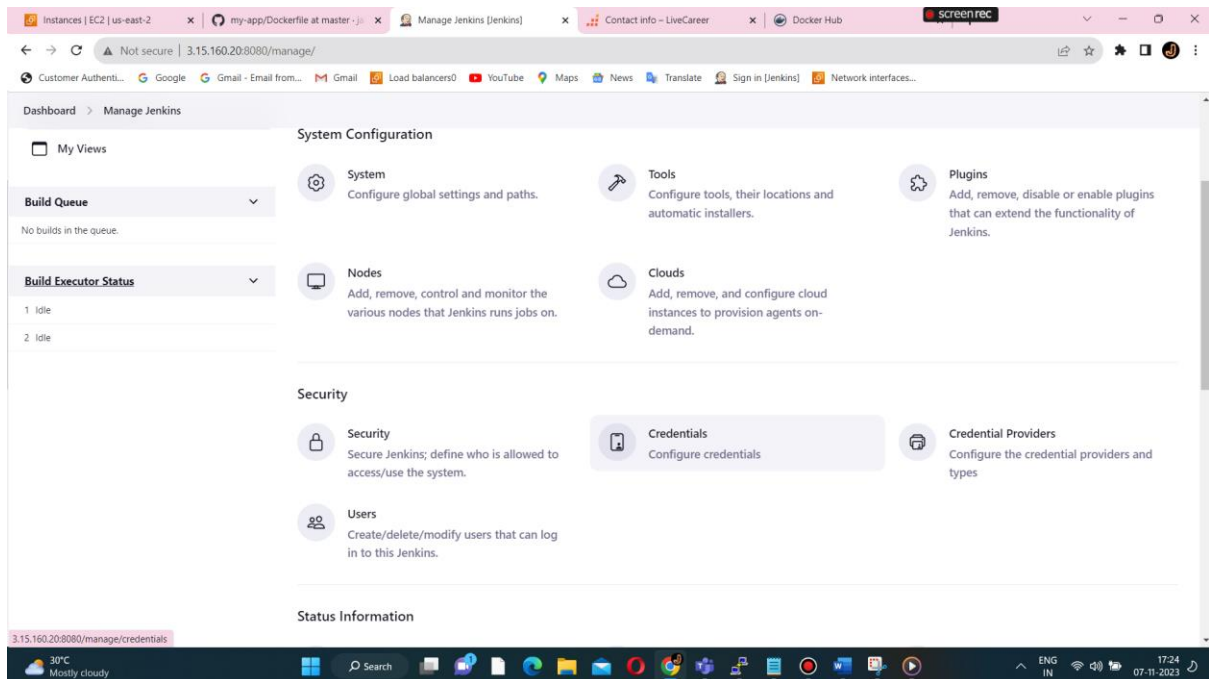 Instances | EC2 | us-east-2
my-app/Dockerfile at master · j
Manage Jenkins [Jenkins]
Contact info – LiveCareer
Docker Hub
screenrec
Not secure | 3.15.160.20:8080/manage/
Customer Authenti...
Google
Gmail - Email from...
Gmail
Load balancers0
YouTube
Maps
News
Translate
Sign in [Jenkins]
Network interfaces...
Dashboard > Manage Jenkins
My Views
Build Queue
No builds in the queue.
Build Executor Status
1 Idle
2 Idle
System Configuration
System
Configure global settings and paths.
Tools
Configure tools, their locations and
automatic installers.
Plugins
Add, remove, disable or enable plugins
that can extend the functionality of
Jenkins.
Nodes
Add, remove, control and monitor the
various nodes that Jenkins runs jobs on.
Clouds
Add, remove, and configure cloud
instances to provision agents on-
demand.
Security
Security
Secure Jenkins; define who is allowed to
access/use the system.
Credentials
Configure credentials
Credential Providers
Configure the credential providers and
types
Users
Create/delete/modify users that can log
in to this Jenkins.
Status Information
3.15.160.20:8080/manage/credentials
30°C
Mostly cloudy
Search
ENG
IN
17:24
07-11-2023